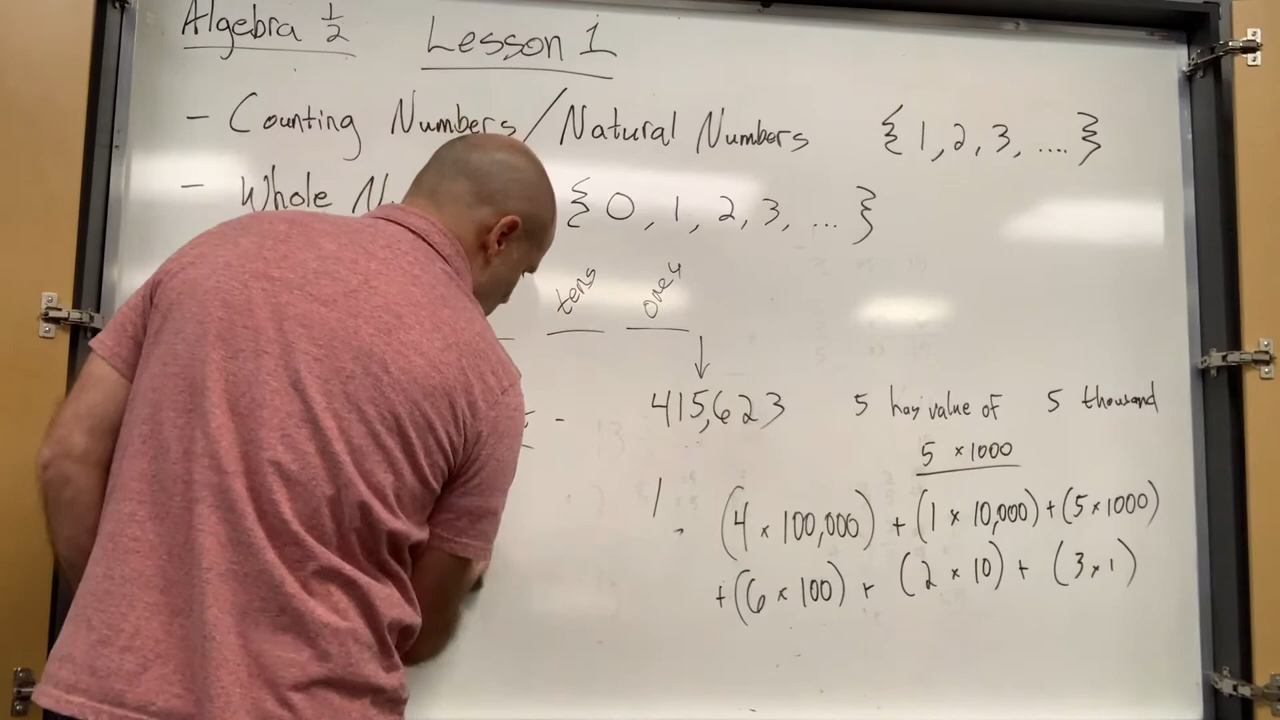 Algebra 1/2 Lesson 1
- Counting Numbers/Natural Numbers {1,2,3,....}
- Whole {0,1,2,3,...}
tens ones
415,623 5 has value of 5 thousand
5 ×1000
(4 × 100,000) + (1 × 10,000) + (5×1000)
+ (6 × 100) + (2 × 10) + (3×1)